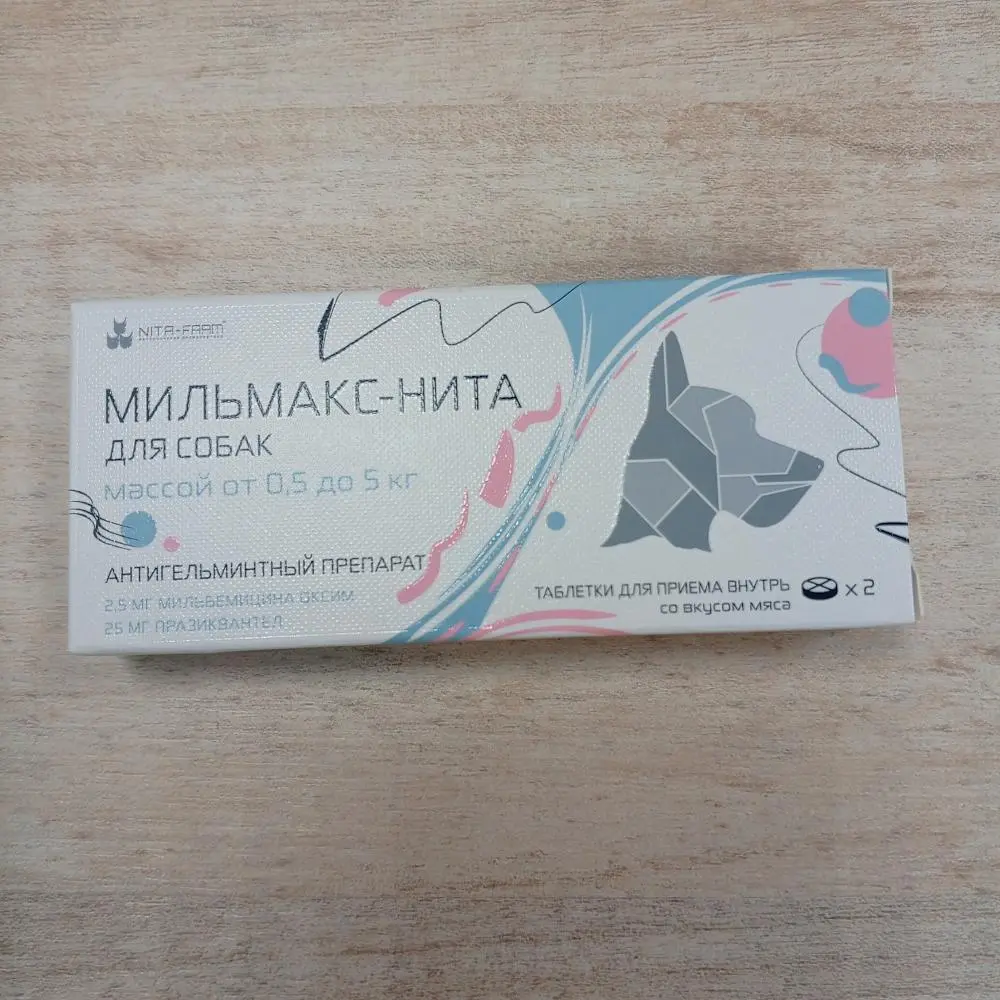 NITA-FARM
МИЛЬМАКС-НИТА
ДЛЯ СОБАК
массой от 0,5 до 5 кг
АНТИГЕЛЬМИНТНЫЙ ПРЕПАРАТ
2,5 МГ МИЛЬБЕМИЦИНА ОКСИМ
25 МГ ПРАЗИКВАНТЕЛ
ТАБЛЕТКИ ДЛЯ ПРИЕМА ВНУТРЬ
со вкусом мяса
x 2